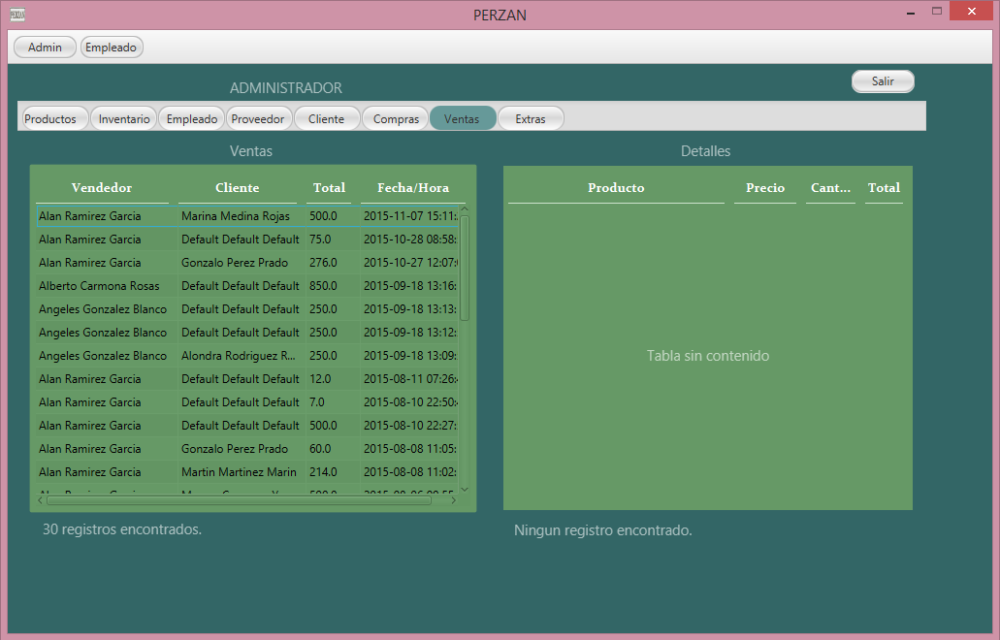 PERZAN
Admin Empleado
ADMINISTRADOR
Salir
Productos Inventario Empleado Proveedor Cliente Compras Ventas Extras
Ventas
Detalles
Vendedor Cliente Total Fecha/Hora
Producto Precio Cant... Total
Alan Ramirez Garcia Marina Medina Rojas 500.0 2015-11-07 15:11:
Alan Ramirez Garcia Default Default Default 75.0 2015-10-28 08:58:
Alan Ramirez Garcia Gonzalo Perez Prado 276.0 2015-10-27 12:07:
Alberto Carmona Rosas Default Default Default 850.0 2015-09-18 13:16:
Angeles Gonzalez Blanco Default Default Default 250.0 2015-09-18 13:13:
Angeles Gonzalez Blanco Default Default Default 250.0 2015-09-18 13:12:
Angeles Gonzalez Blanco Alondra Rodriguez R... 250.0 2015-09-18 13:09:
Alan Ramirez Garcia Default Default Default 12.0 2015-08-11 07:26:
Alan Ramirez Garcia Default Default Default 7.0 2015-08-10 22:50:
Alan Ramirez Garcia Default Default Default 500.0 2015-08-10 22:27:
Alan Ramirez Garcia Gonzalo Perez Prado 60.0 2015-08-08 11:05:
Alan Ramirez Garcia Martin Martinez Marin 214.0 2015-08-08 11:02:
Tabla sin contenido
30 registros encontrados.
Ningun registro encontrado.